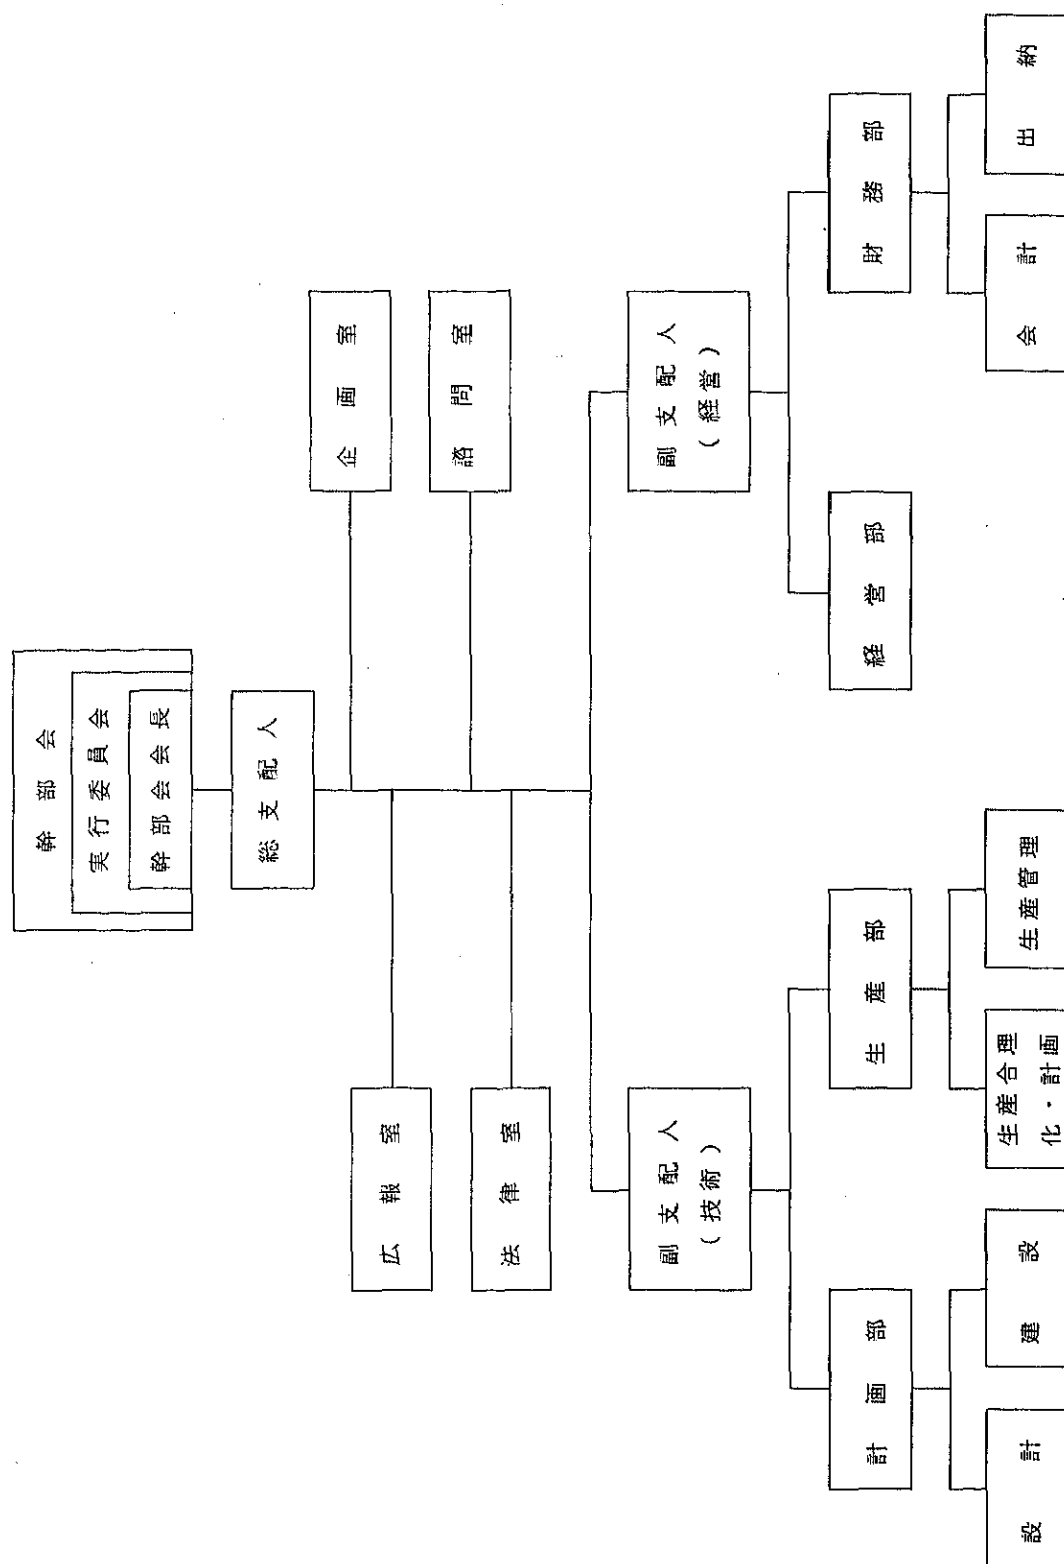 幹部会
実行委員会
幹部会会長
総支配人
企画室
広報室
諮問室
法律室
副支配人
(技術)
副支配人
(経営)
計画部
生産部
経営部
財務部
設計
建設
生産合理
化・計画
生産管理
会計
出納